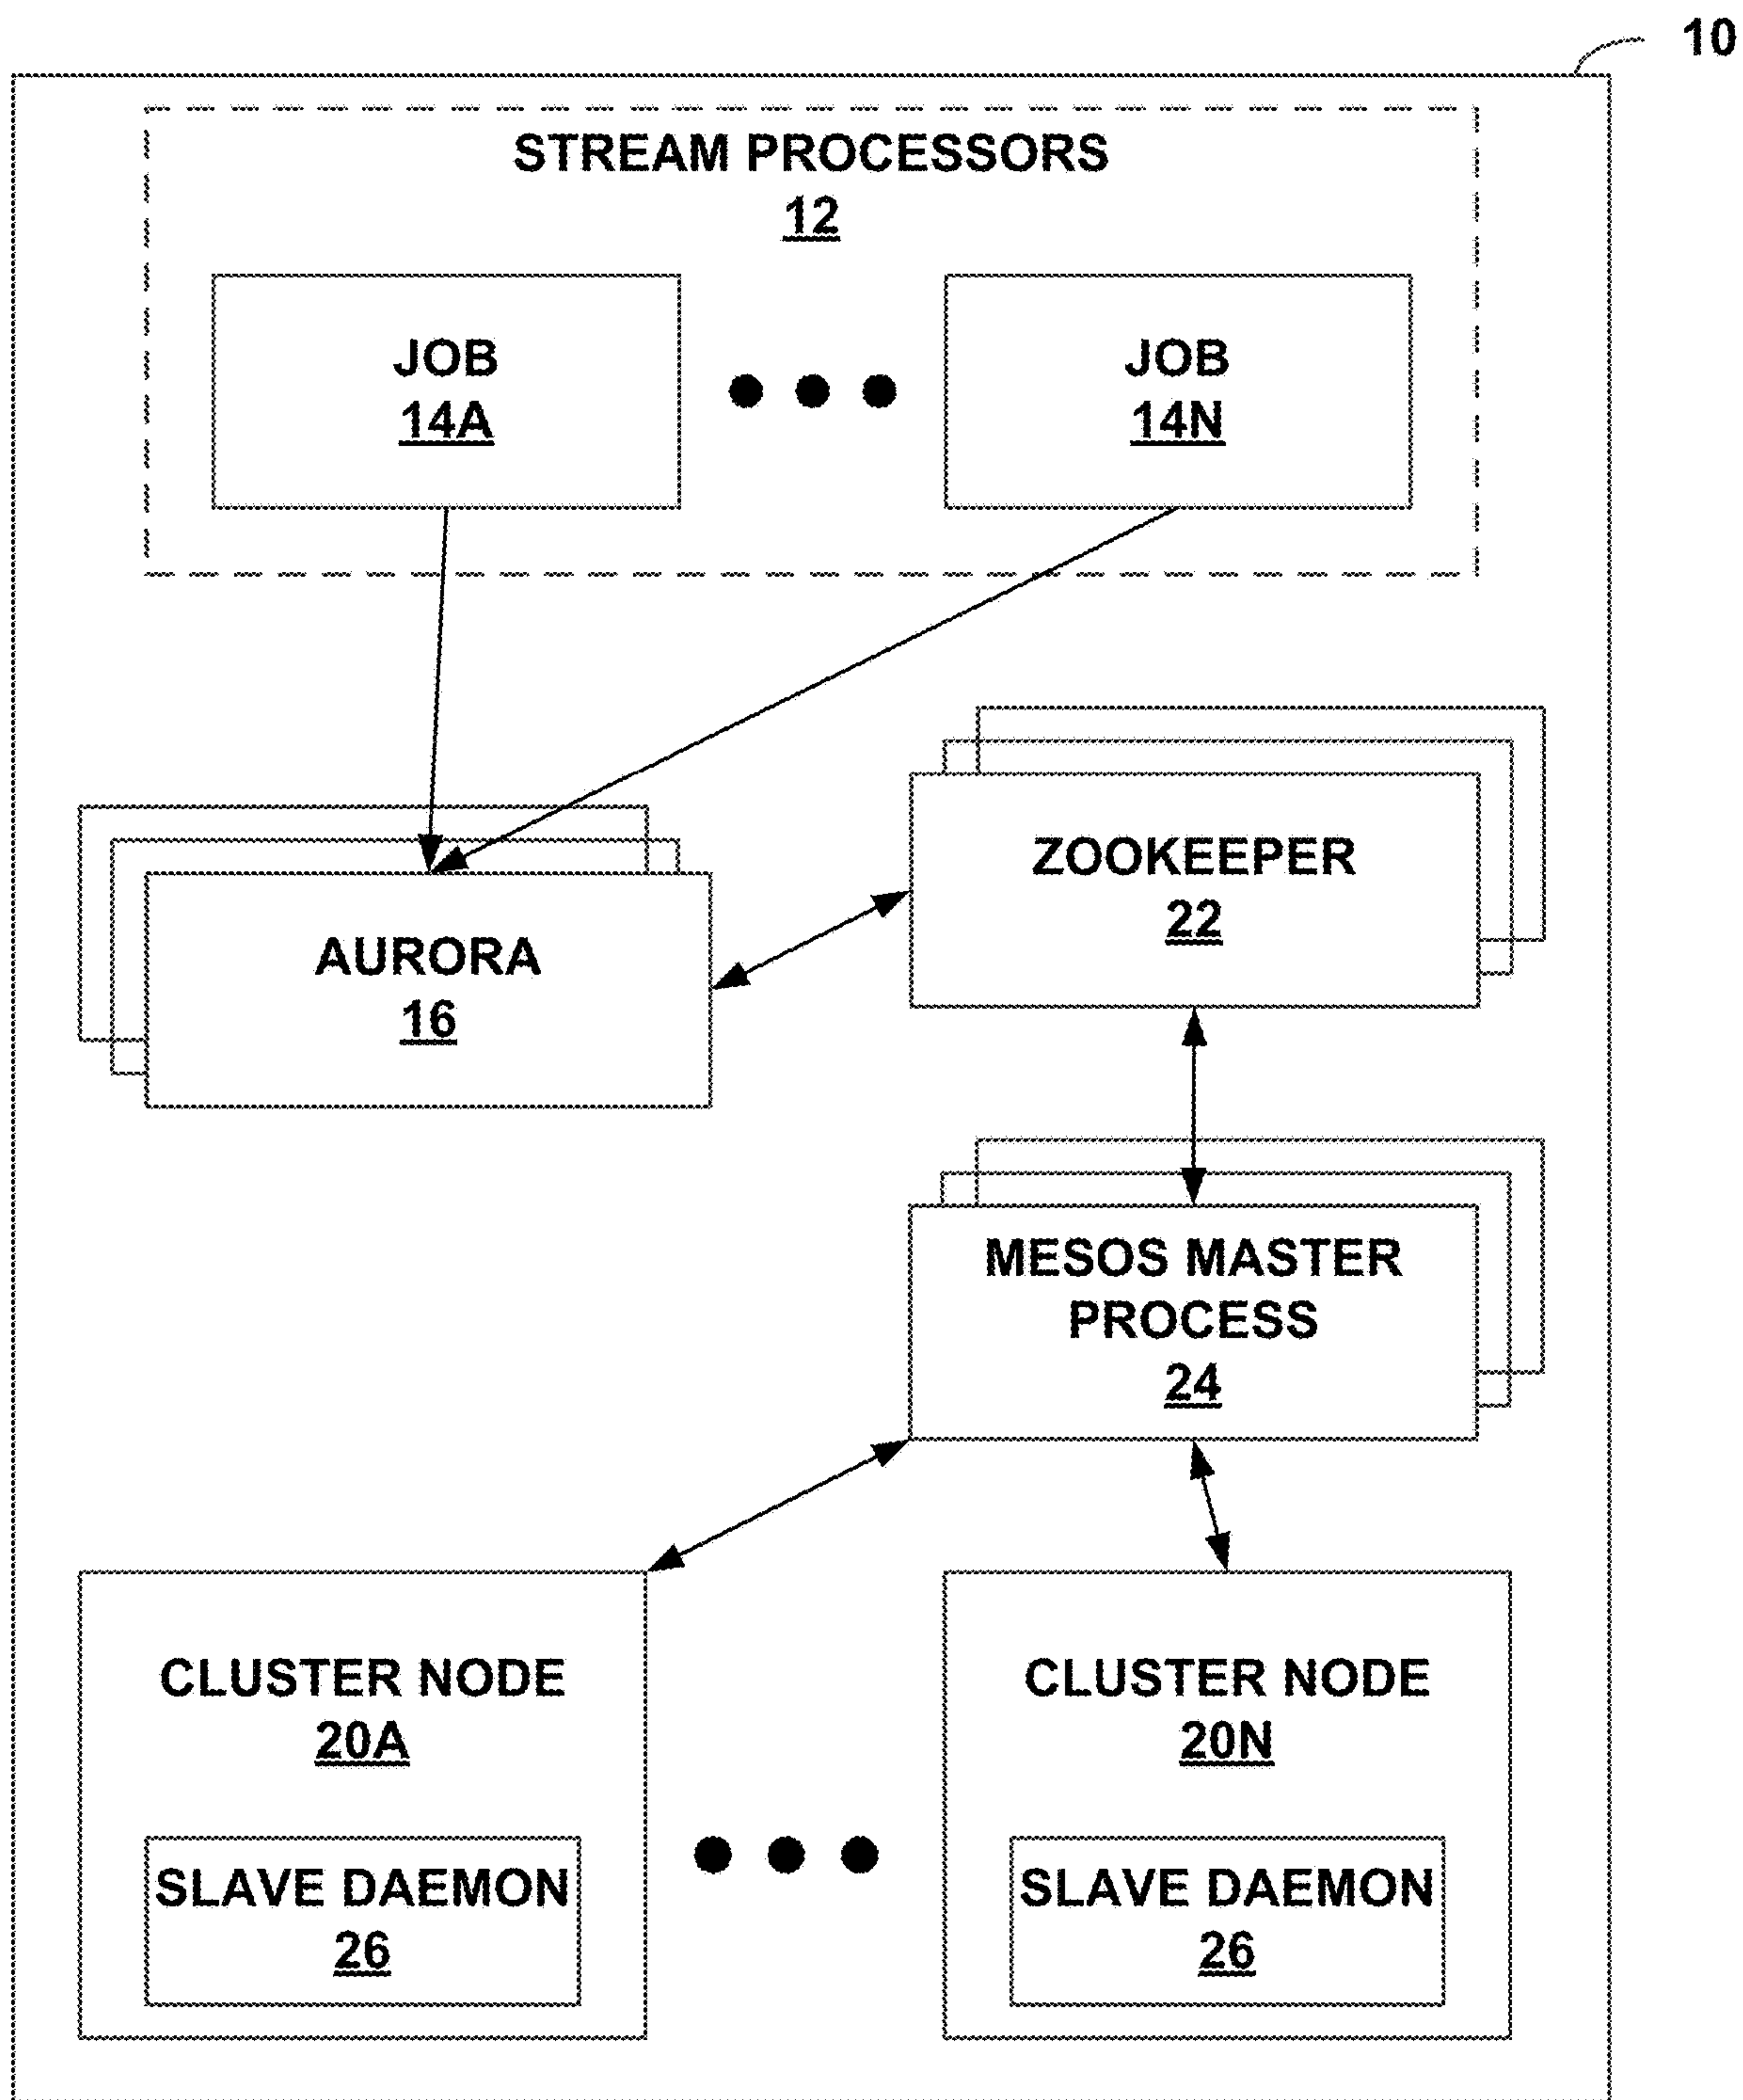 10
STREAM PROCESSORS
12
JOB
14A
JOB
14N
ZOOKEEPER
22
AURORA
16
MESOS MASTER
PROCESS
24
CLUSTER NODE
20A
SLAVE DAEMON
26
CLUSTER NODE
20N
SLAVE DAEMON
26